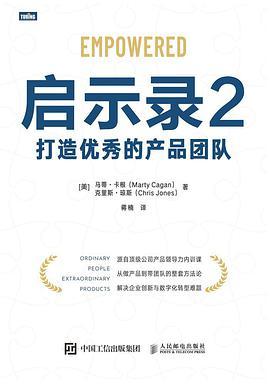 TURING
EMPOWERED
启示录2
打造优秀的产品团队
[美] 马蒂·卡根（Marty Cagan） 著
克里斯·琼斯（Chris Jones）
蒋楠 译
ORDINARY 源自顶级公司产品领导力内训课
PEOPLE
EXTRAORDINARY 从做产品到带团队的整套方法论
PRODUCTS 解决企业创新与数字化转型难题
中国工信出版集团 人民邮电出版社
POSTS & TELECOM PRESS